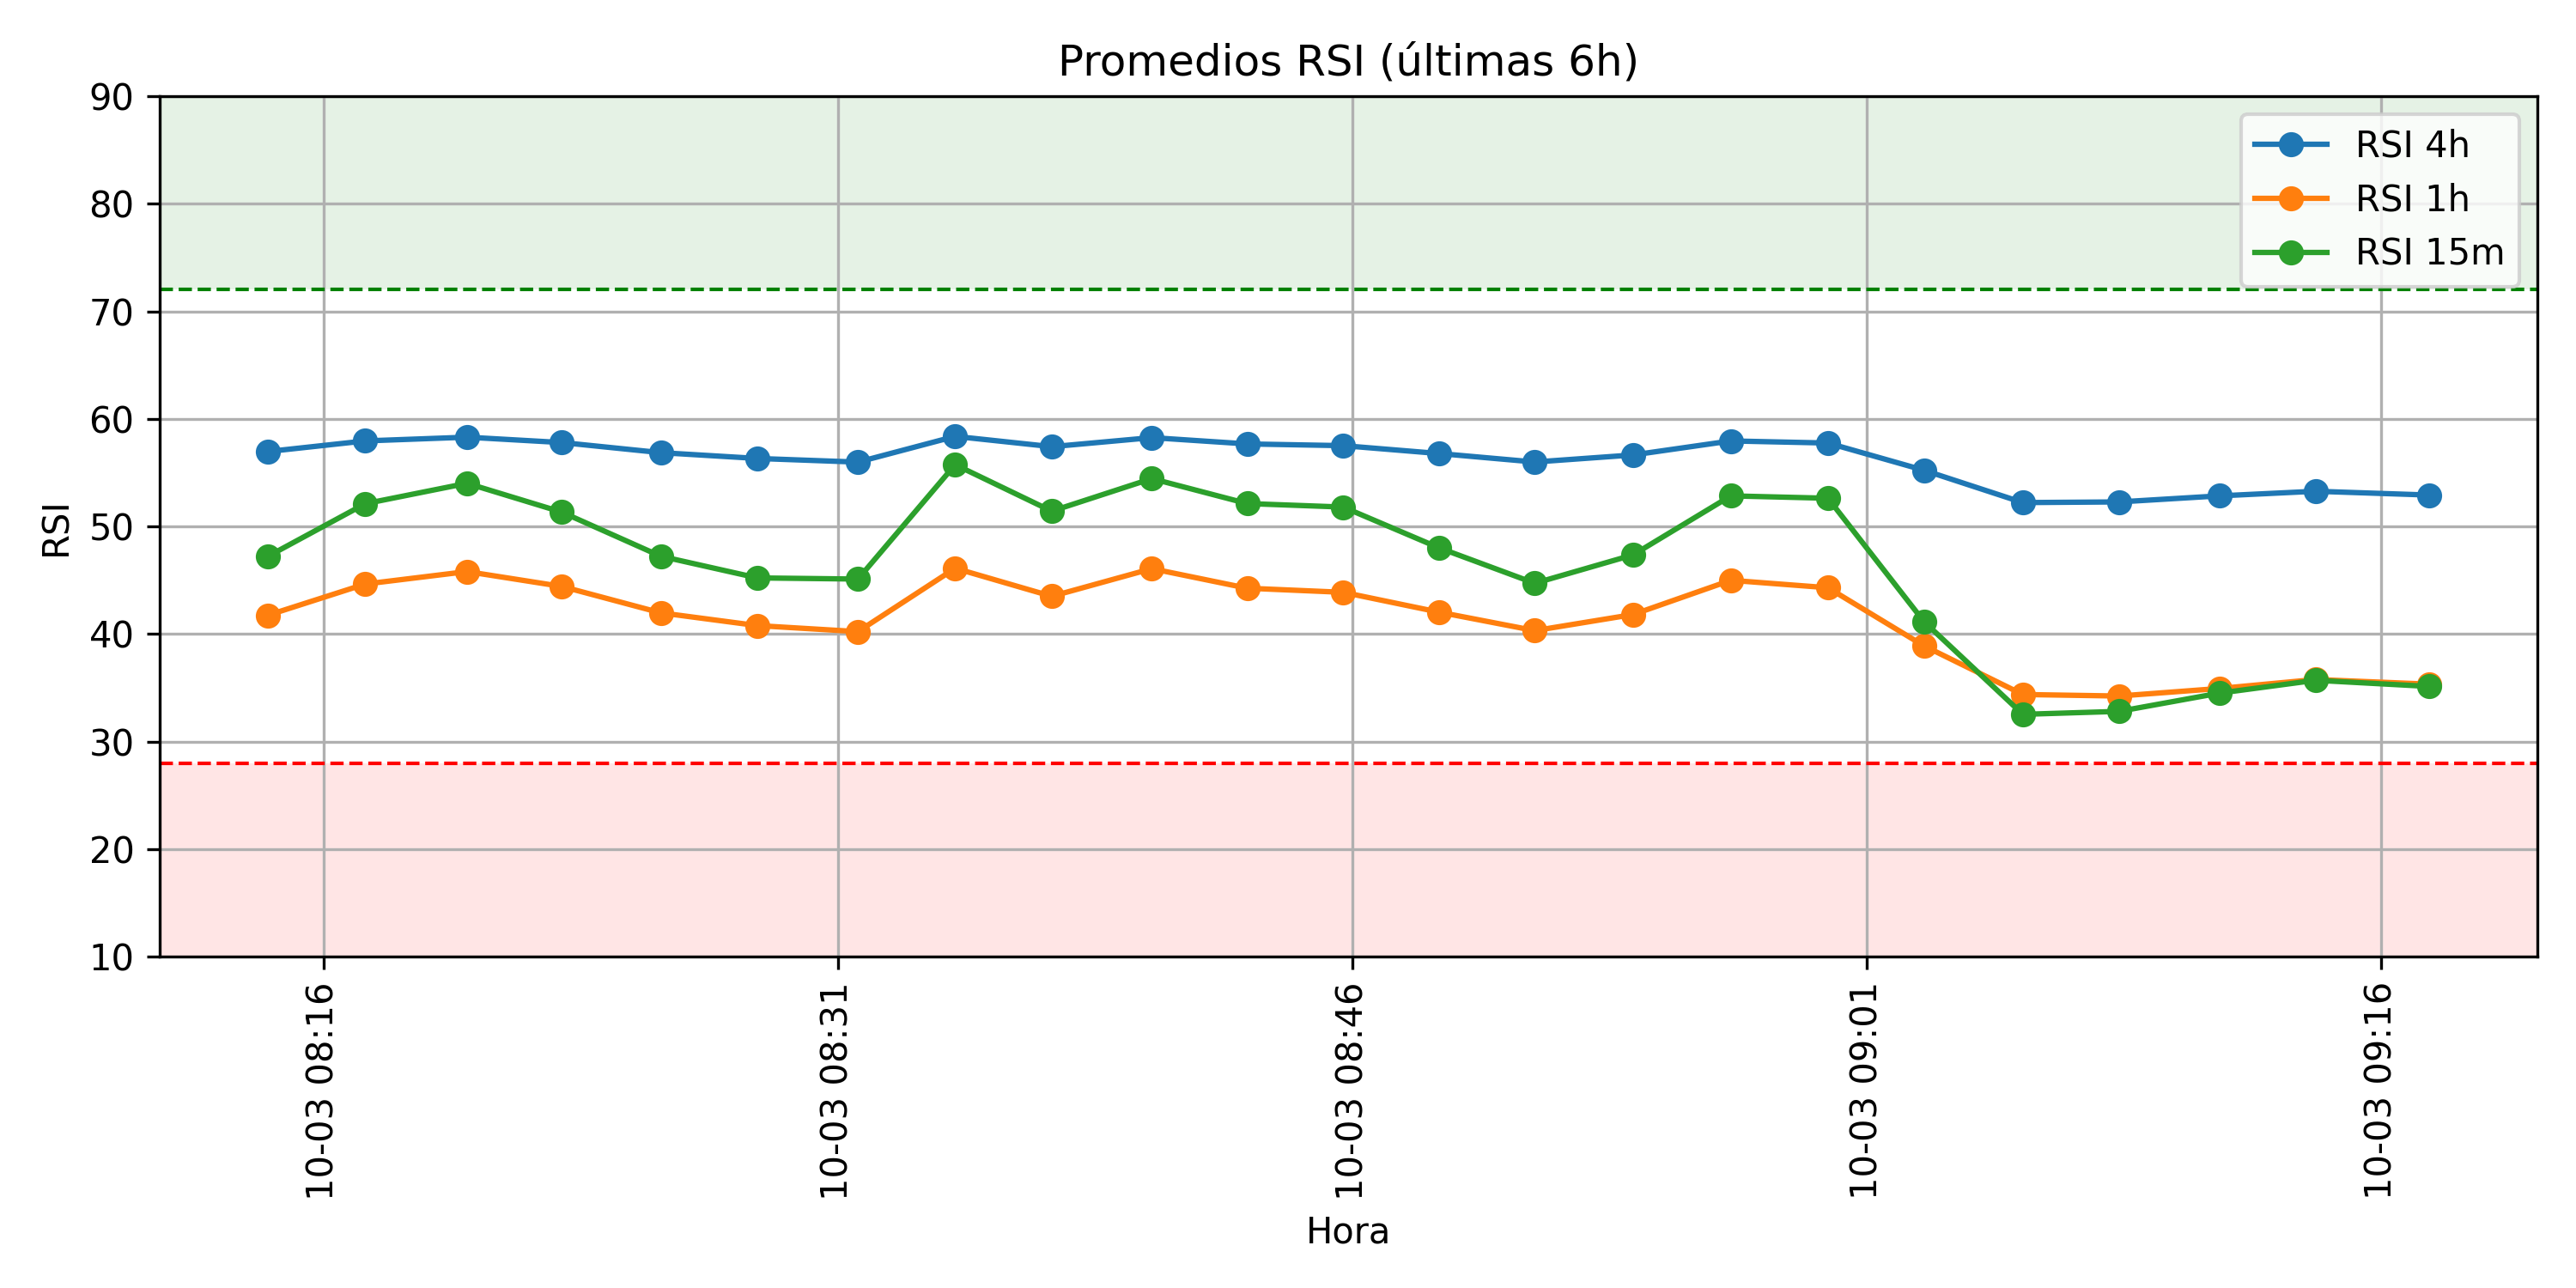 Promedios RSI (últimas 6h)
90
80
70
60
50
40
30
20
10
RSI
RSI 4h
RSI 1h
RSI 15m
10-03 08:16
10-03 08:31
10-03 08:46
10-03 09:01
10-03 09:16
Hora